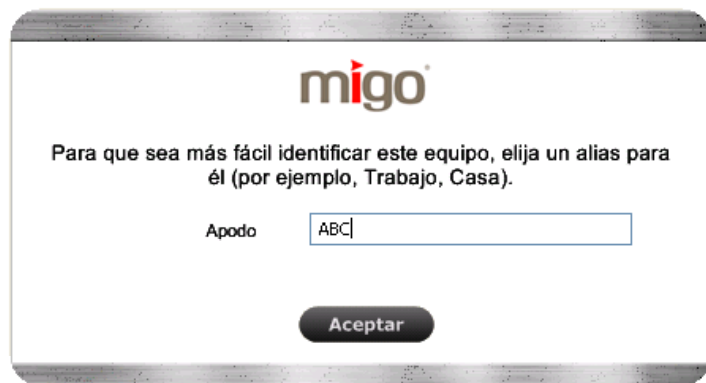 migo
Para que sea más fácil identificar este equipo, elija un alias para
él (por ejemplo, Trabajo, Casa).
Apodo
ABC
Aceptar